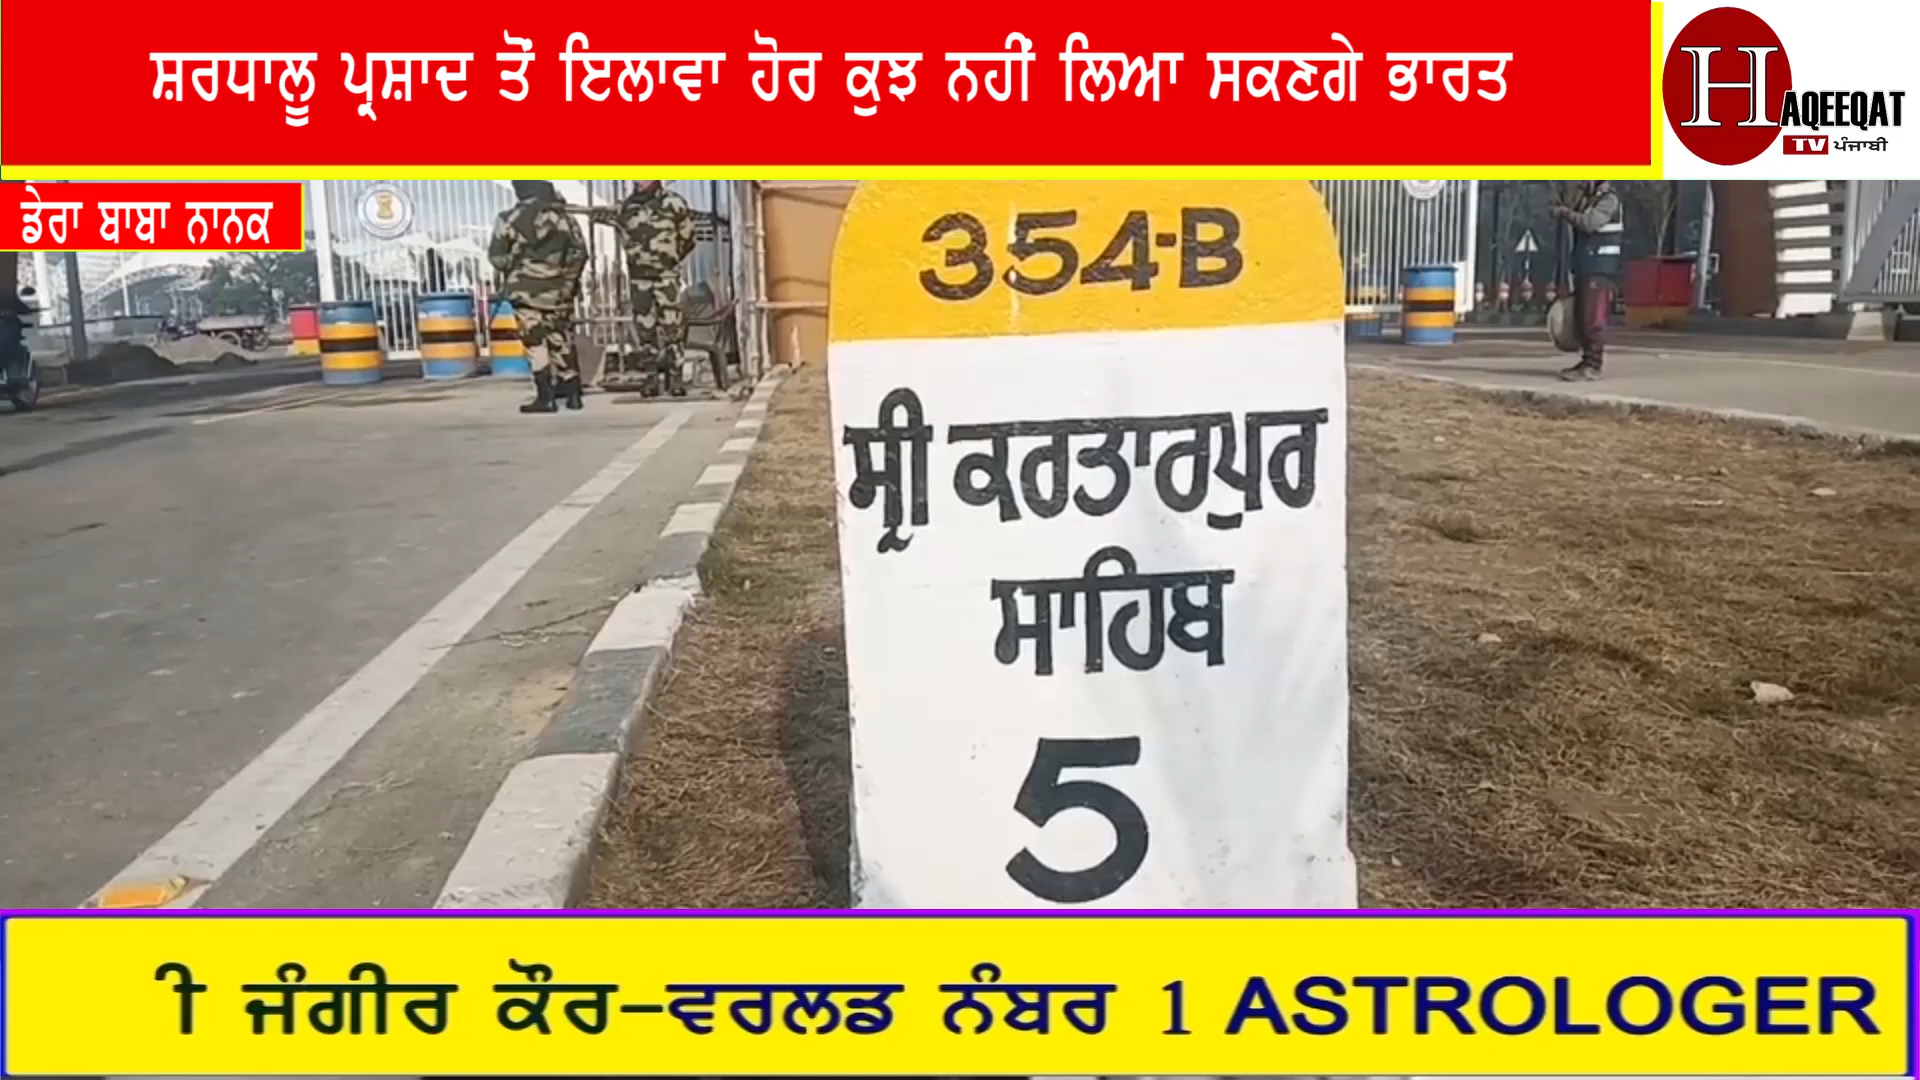 ਸ਼ਰਧਾਲੂ ਪ੍ਰਸ਼ਾਦ ਤੋਂ ਇਲਾਵਾ ਹੋਰ ਕੁਝ ਨਹੀਂ ਲਿਆ ਸਕਣਗੇ ਭਾਰਤ
HAQEEQAT
TV ਪੰਜਾਬੀ
ਡੇਰਾ ਬਾਬਾ ਨਾਨਕ
354-B
ਸ੍ਰੀ ਕਰਤਾਰਪੁਰ
ਸਾਹਿਬ
5
ਜੰਗੀਰ ਕੌਰ-ਵਰਲਡ ਨੰਬਰ 1 ASTROLOGER